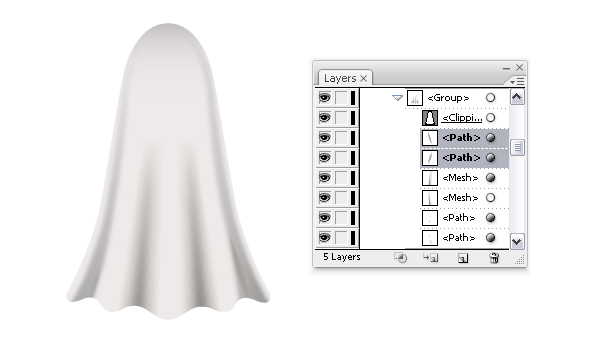 Layers
<Group>
<Clippi...
<Path>
<Path>
<Mesh>
<Mesh>
<Path>
<Path>
5 Layers